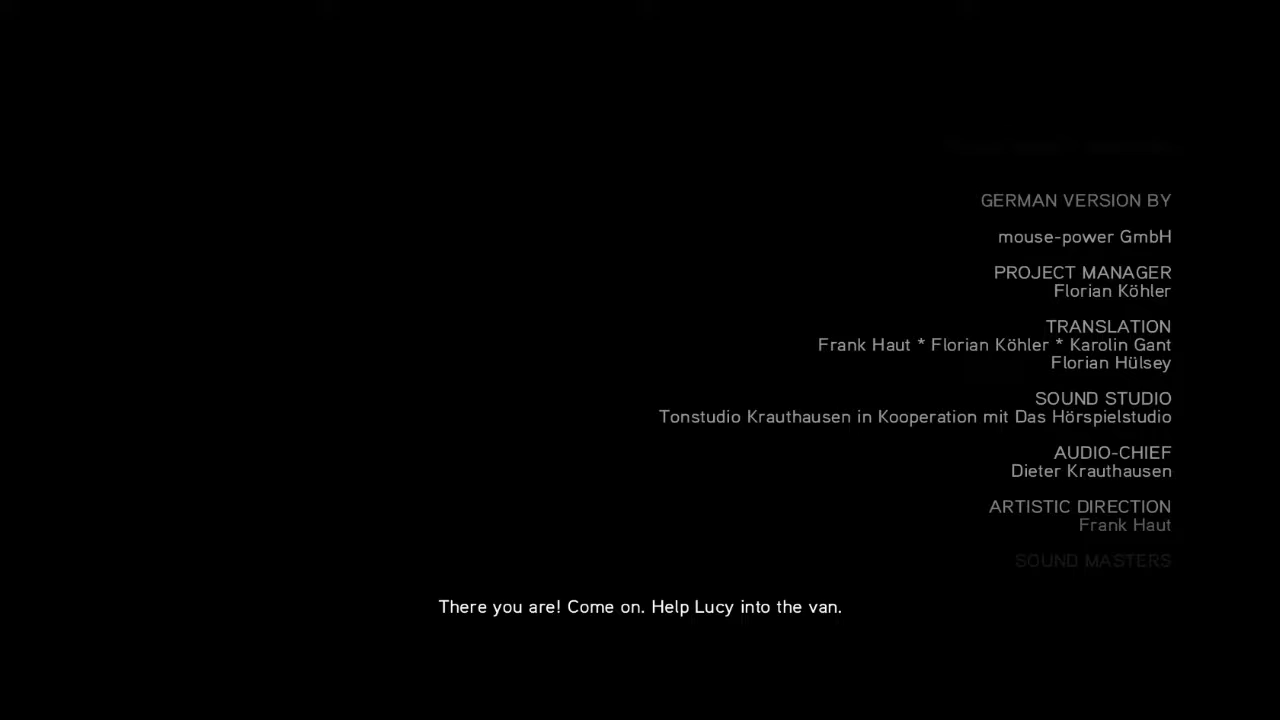 GERMAN VERSION BY
mouse-power GmbH
PROJECT MANAGER
Florian Köhler
TRANSLATION
Frank Haut * Florian Köhler * Karolin Gant
Florian Hülsey
SOUND STUDIO
Tonstudio Krauthausen in Kooperation mit Das Hörspielstudio
AUDIO-CHIEF
Dieter Krauthausen
ARTISTIC DIRECTION
Frank Haut
SOUND MASTERS
There you are! Come on. Help Lucy into the van.